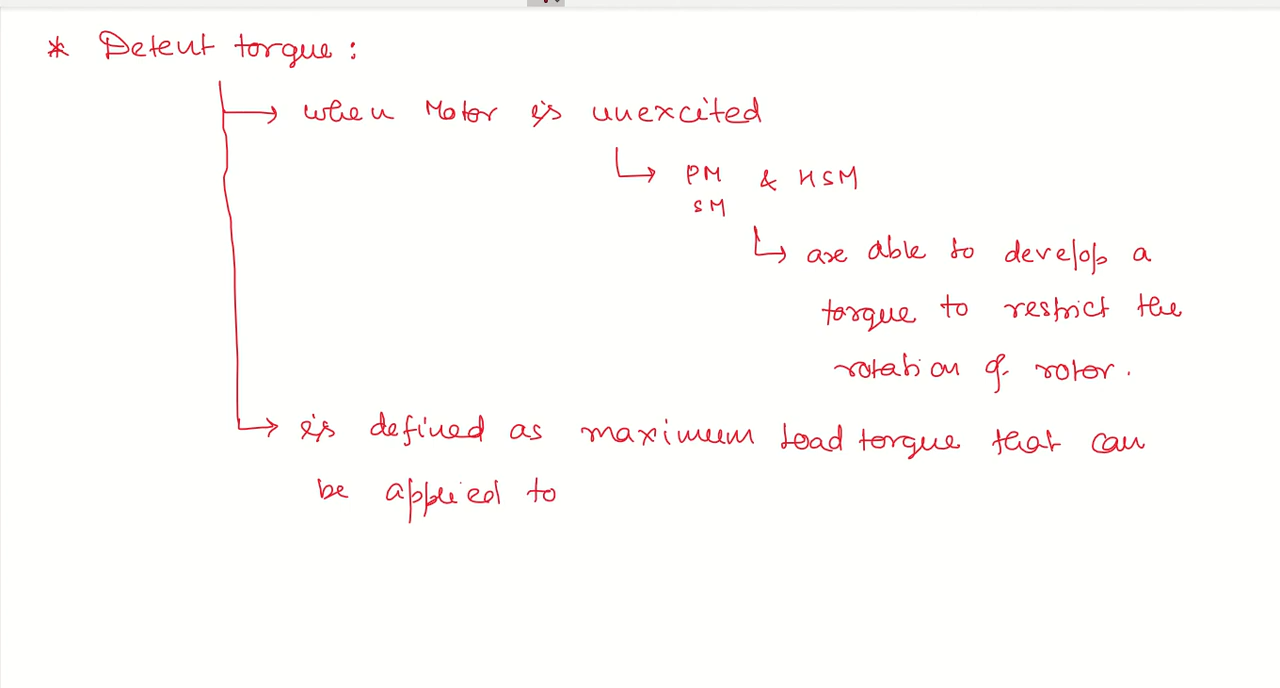 * Detent torque :
→ when Motor is unexcited
↳ PM & HSM
SM
↳ are able to develop a
torque to restrict the
rotation of rotor.
↳ is defined as maximum load torque that can
be applied to